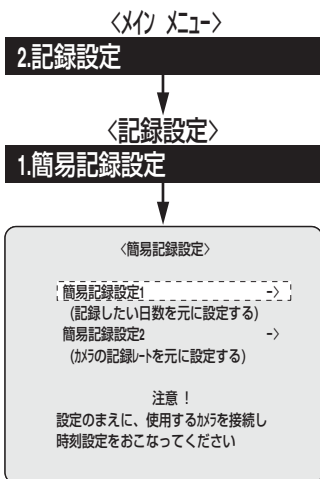 〈メイン メニュー〉
2.記録設定
〈記録設定〉
1.簡易記録設定
〈簡易記録設定〉
簡易記録設定1 ->
(記録したい日数を元に設定する)
簡易記録設定2 ->
(カメラの記録レートを元に設定する)
注意！
設定のまえに、使用するカメラを接続し
時刻設定をおこなってください